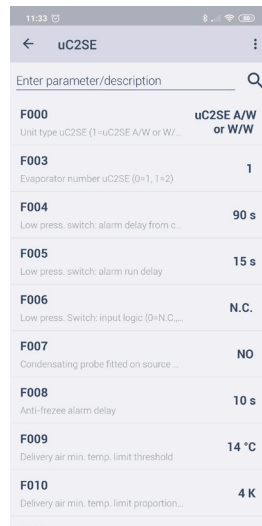 11:33
uC2SE
Enter parameter/description
F000
Unit type uC2SE (1=uC2SE A/W or W/...
uC2SE A/W
or W/W
F003
Evaporator number uC2SE (0=1, 1=2)
1
F004
Low press. switch: alarm delay from c...
90 s
F005
Low press. switch: alarm run delay
15 s
F006
Low press. Switch: input logic (0=N.C.,...
N.C.
F007
Condensating probe fitted on source ...
NO
F008
Anti-frezee alarm delay
10 s
F009
Delivery air min. temp. limit threshold
14 °C
F010
Delivery air min. temp. limit proportion...
4 K